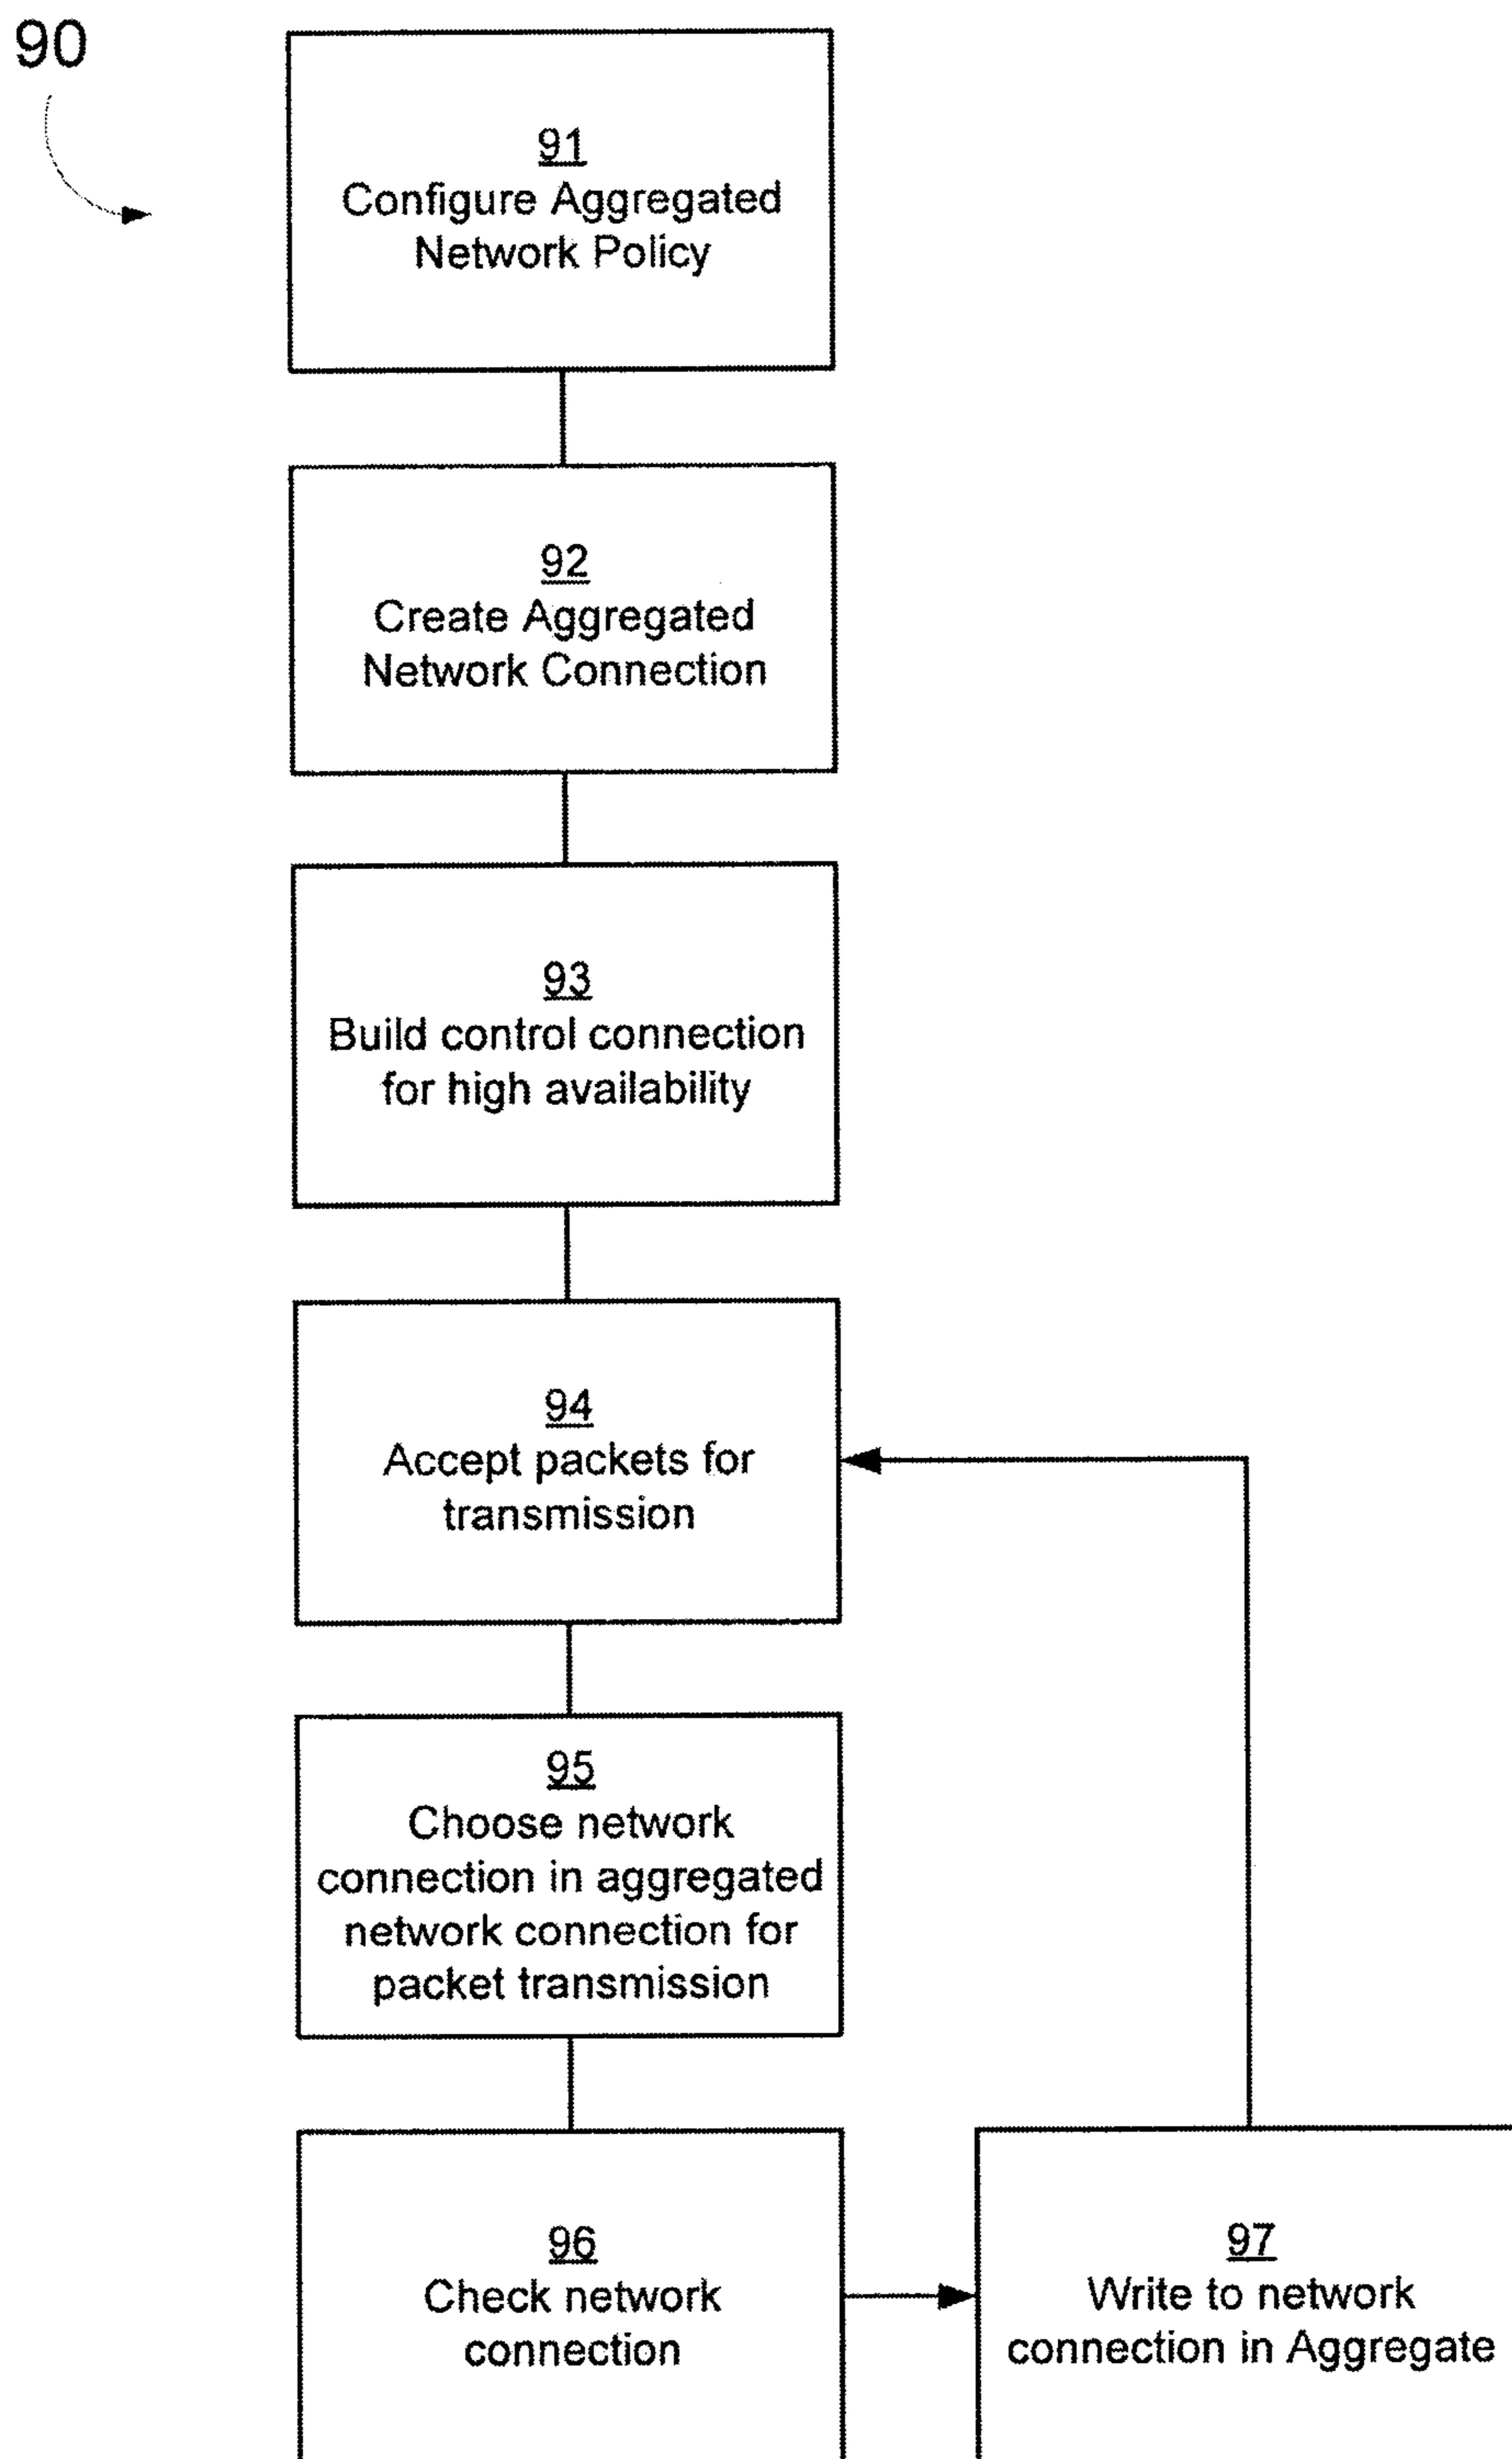 90
91
Configure Aggregated
Network Policy
92
Create Aggregated
Network Connection
93
Build control connection
for high availability
94
Accept packets for
transmission
95
Choose network
connection in aggregated
network connection for
packet transmission
96
Check network
connection
97
Write to network
connection in Aggregate